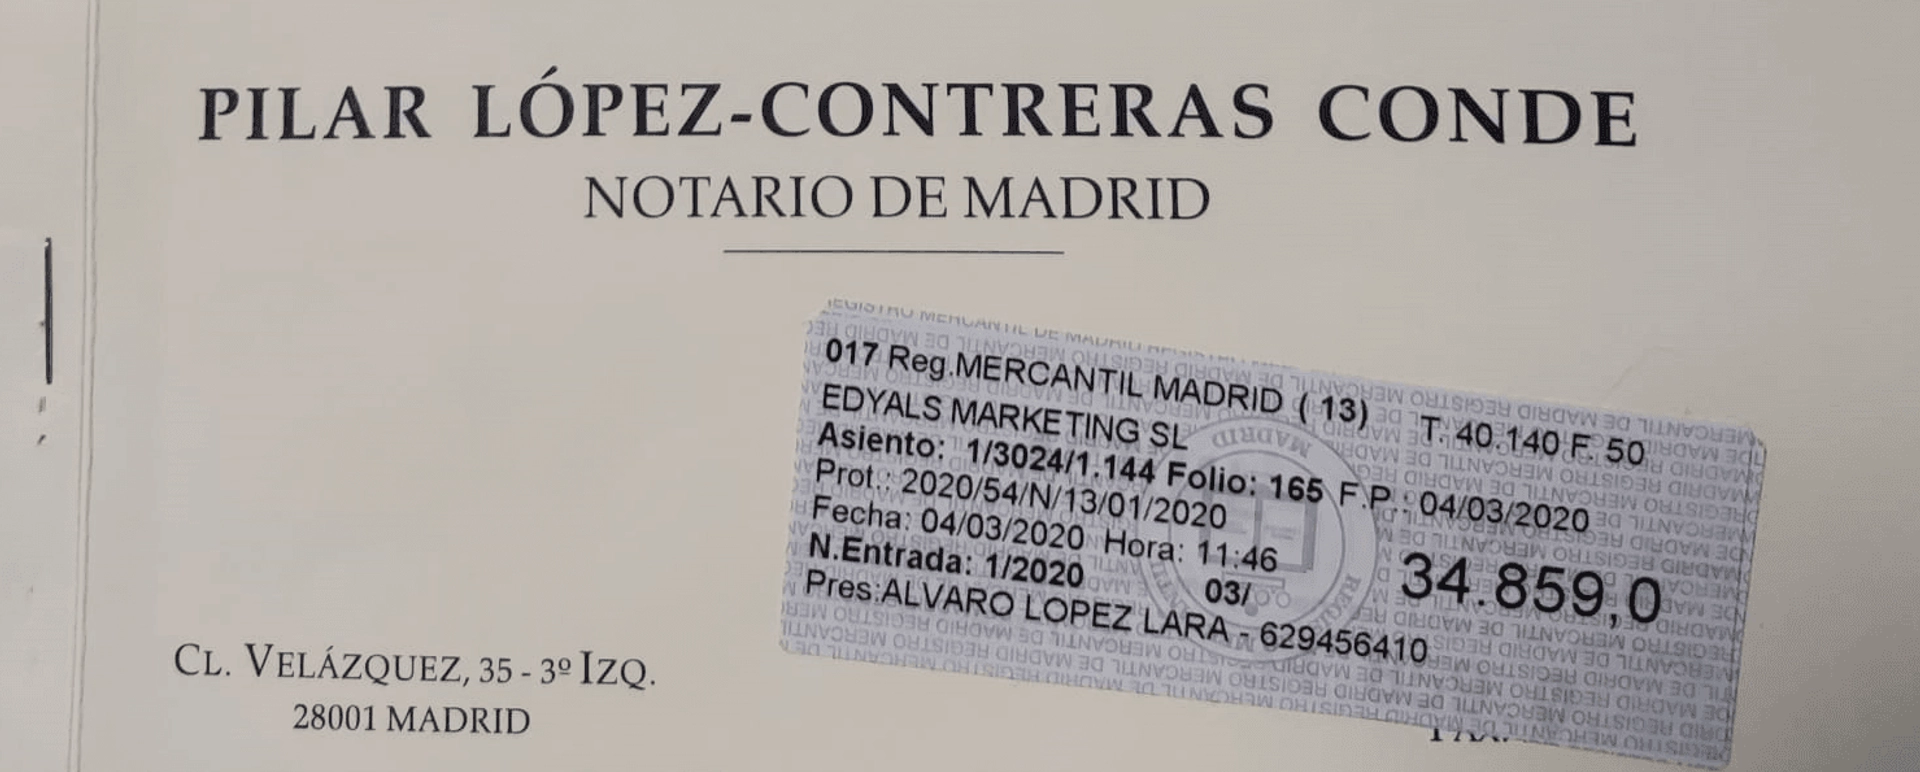 PILAR LÓPEZ-CONTRERAS CONDE
NOTARIO DE MADRID
017 Reg.MERCANTIL MADRID ( 13) T. 40.140 F. 50
EDYALS MARKETING SL
Asiento: 1/3024/1.144 Folio: 165 F.P.: 04/03/2020
Prot.: 2020/54/N/13/01/2020
Fecha: 04/03/2020 Hora: 11:46
N.Entrada: 1/2020 03/ 34.859,0
Pres:ALVARO LOPEZ LARA - 629456410
CL. VELÁZQUEZ, 35 - 3º IZQ.
28001 MADRID